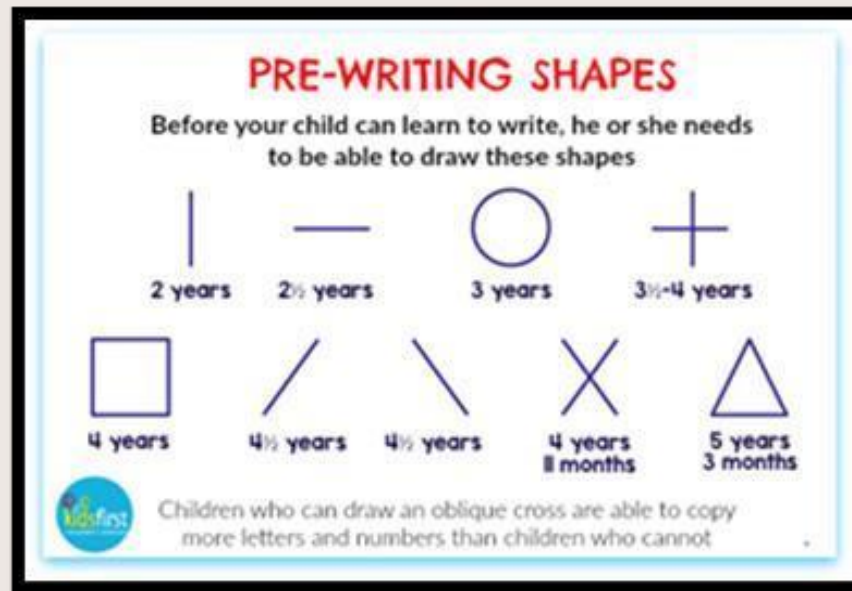 PRE-WRITING SHAPES
Before your child can learn to write, he or she needs
to be able to draw these shapes
2 years 2½ years 3 years 3½-4 years
4 years 4½ years 4½ years 4 years 5 years
11 months 3 months
kidsfirst
Children who can draw an oblique cross are able to copy
more letters and numbers than children who cannot